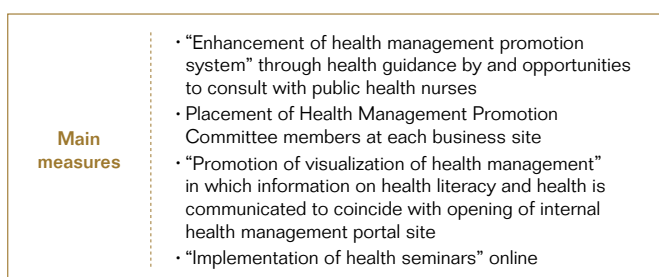 Main
measures
・“Enhancement of health management promotion
system” through health guidance by and opportunities
to consult with public health nurses
・Placement of Health Management Promotion
Committee members at each business site
・“Promotion of visualization of health management”
in which information on health literacy and health is
communicated to coincide with opening of internal
health management portal site
・“Implementation of health seminars” online